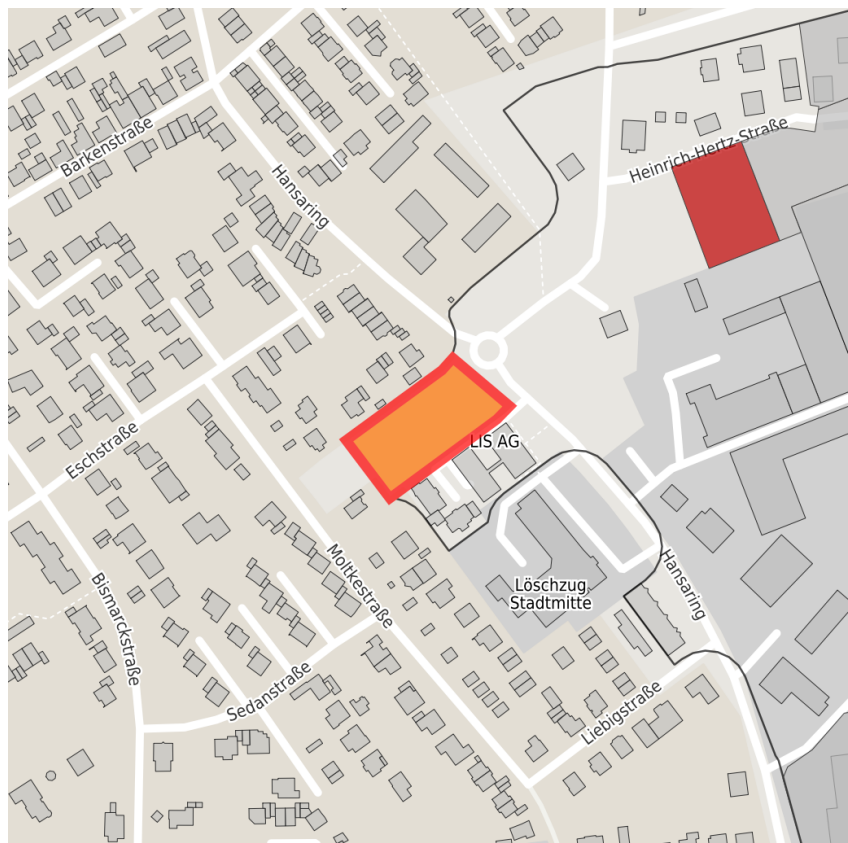 Barkenstraße
Heinrich-Hertz-Straße
Hansaring
Eschstraße
LIS AG
Bismarckstraße
Moltkestraße
Löschzug
Stadtmitte
Hansaring
Sedanstraße
Liebigstraße